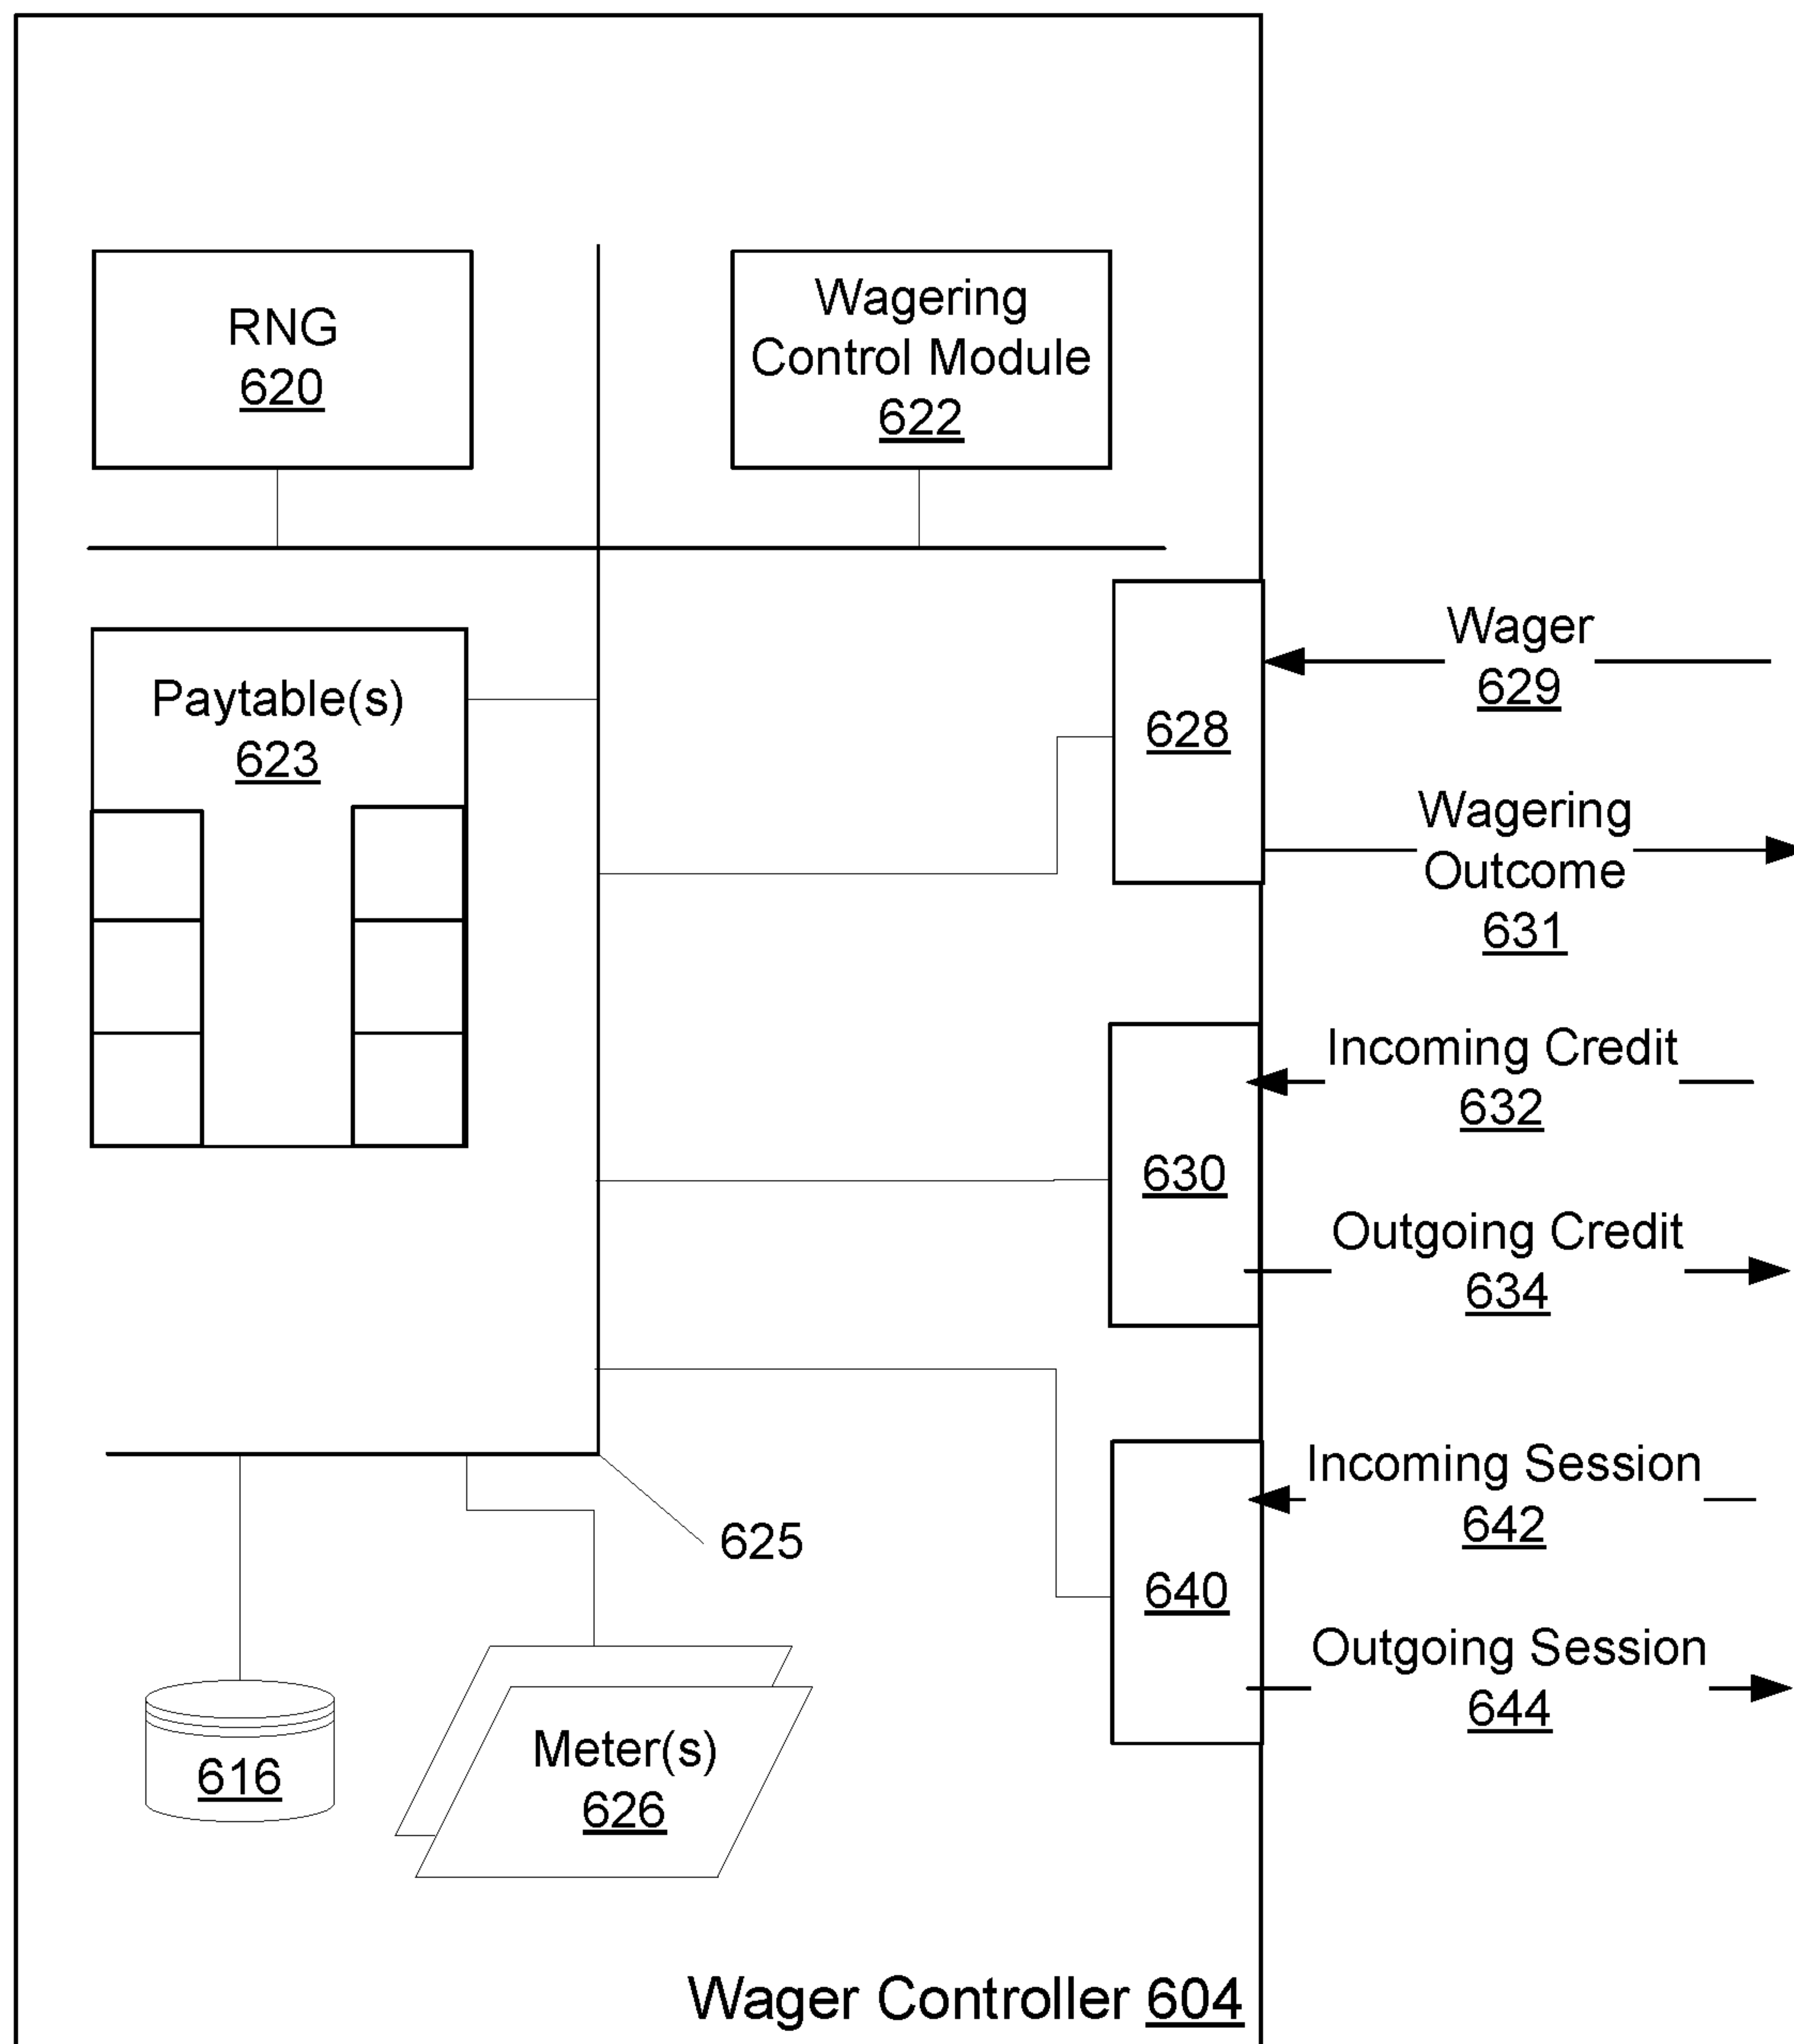 RNG
620
Wagering
Control Module
622
Paytable(s)
623
628
Wager
629
Wagering
Outcome
631
630
Incoming Credit
632
Outgoing Credit
634
625
640
Incoming Session
642
Outgoing Session
644
616
Meter(s)
626
Wager Controller 604